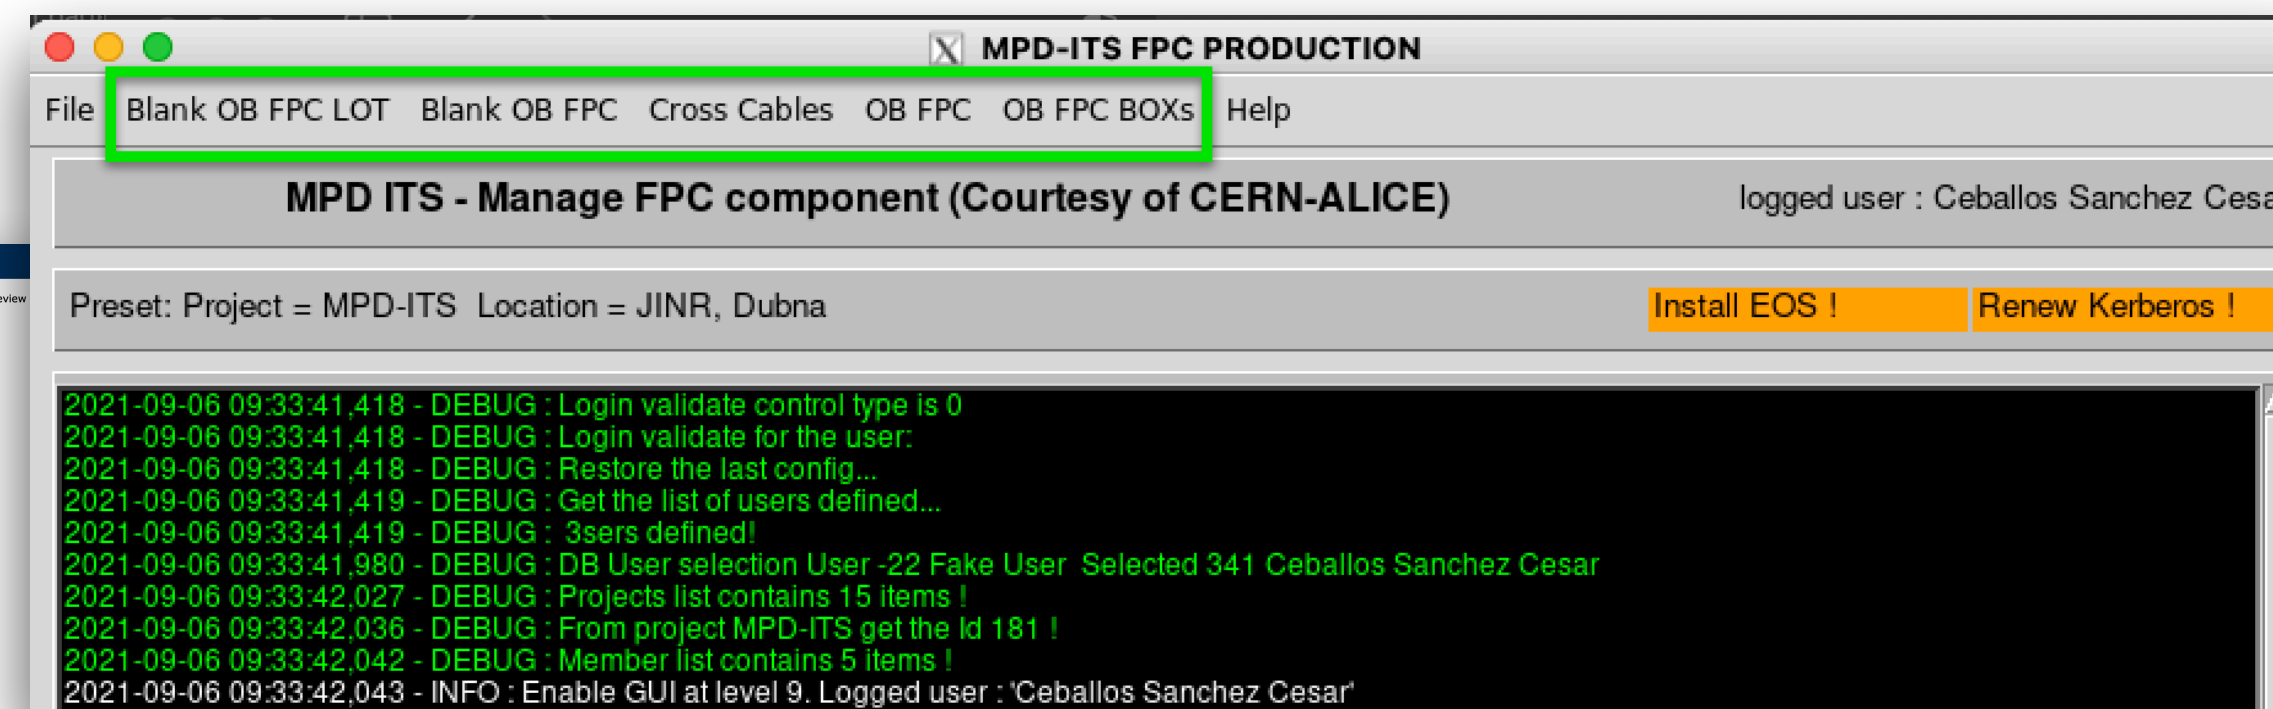 MPD-ITS FPC PRODUCTION
File Blank OB FPC LOT Blank OB FPC Cross Cables OB FPC OB FPC BOXs Help
MPD ITS - Manage FPC component (Courtesy of CERN-ALICE) logged user : Ceballos Sanchez Cesa
eview
Preset: Project = MPD-ITS Location = JINR, Dubna Install EOS ! Renew Kerberos !
2021-09-06 09:33:41,418 - DEBUG : Login validate control type is 0
2021-09-06 09:33:41,418 - DEBUG : Login validate for the user:
2021-09-06 09:33:41,418 - DEBUG : Restore the last config...
2021-09-06 09:33:41,419 - DEBUG : Get the list of users defined...
2021-09-06 09:33:41,419 - DEBUG :  3sers defined!
2021-09-06 09:33:41,980 - DEBUG : DB User selection User -22 Fake User  Selected 341 Ceballos Sanchez Cesar
2021-09-06 09:33:42,027 - DEBUG : Projects list contains 15 items !
2021-09-06 09:33:42,036 - DEBUG : From project MPD-ITS get the Id 181 !
2021-09-06 09:33:42,042 - DEBUG : Member list contains 5 items !
2021-09-06 09:33:42,043 - INFO : Enable GUI at level 9. Logged user : 'Ceballos Sanchez Cesar'